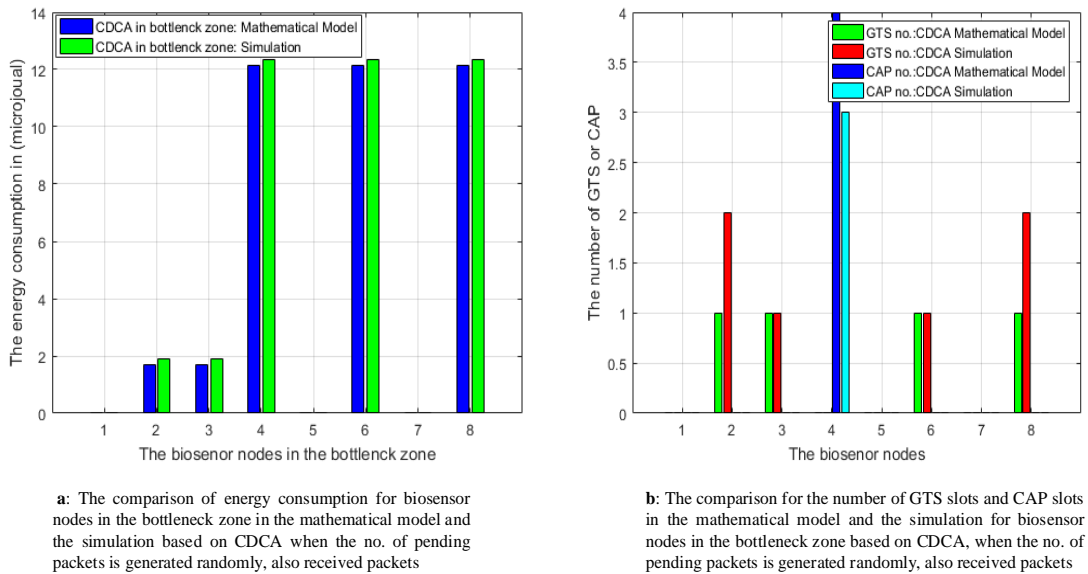 14
12
10
8
6
4
2
0
The energy consumption in (microjoual)
CDCA in bottlenck zone: Mathematical Model
CDCA in bottlenck zone: Simulation
1 2 3 4 5 6 7 8
The biosenor nodes in the bottlenck zone
a: The comparison of energy consumption for biosensor
nodes in the bottleneck zone in the mathematical model and
the simulation based on CDCA when the no. of pending
packets is generated randomly, also received packets
4
3.5
3
2.5
2
1.5
1
0.5
0
The number of GTS or CAP
GTS no.:CDCA Mathematical Model
GTS no.:CDCA Simulation
CAP no.:CDCA Mathematical Model
CAP no.:CDCA Simulation
1 2 3 4 5 6 7 8
The biosenor nodes
b: The comparison for the number of GTS slots and CAP slots
in the mathematical model and the simulation for biosensor
nodes in the bottleneck zone based on CDCA, when the no. of
pending packets is generated randomly, also received packets